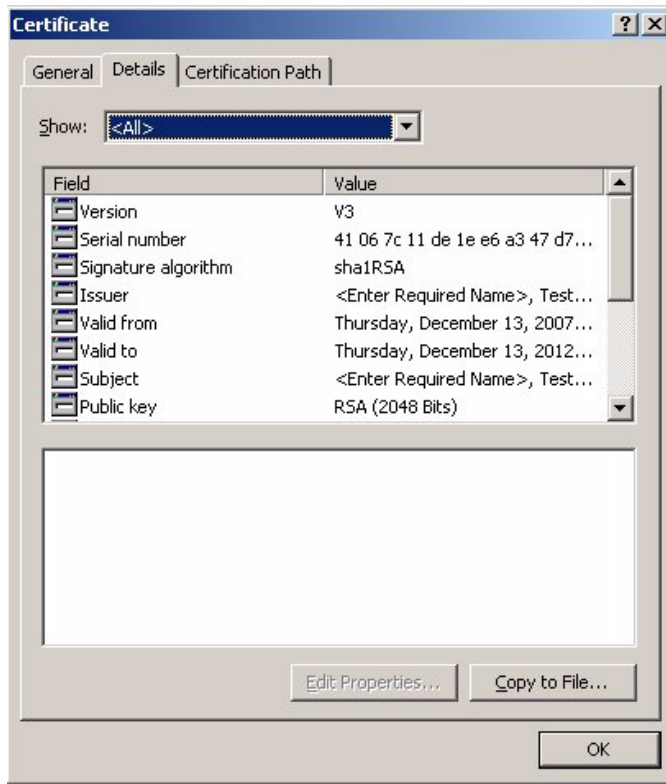 Certificate
General Details Certification Path
Show: <All>
Field Value
Version V3
Serial number 41 06 7c 11 de 1e e6 a3 47 d7...
Signature algorithm sha1RSA
Issuer <Enter Required Name>, Test...
Valid from Thursday, December 13, 2007...
Valid to Thursday, December 13, 2012...
Subject <Enter Required Name>, Test...
Public key RSA (2048 Bits)
Edit Properties... Copy to File...
OK